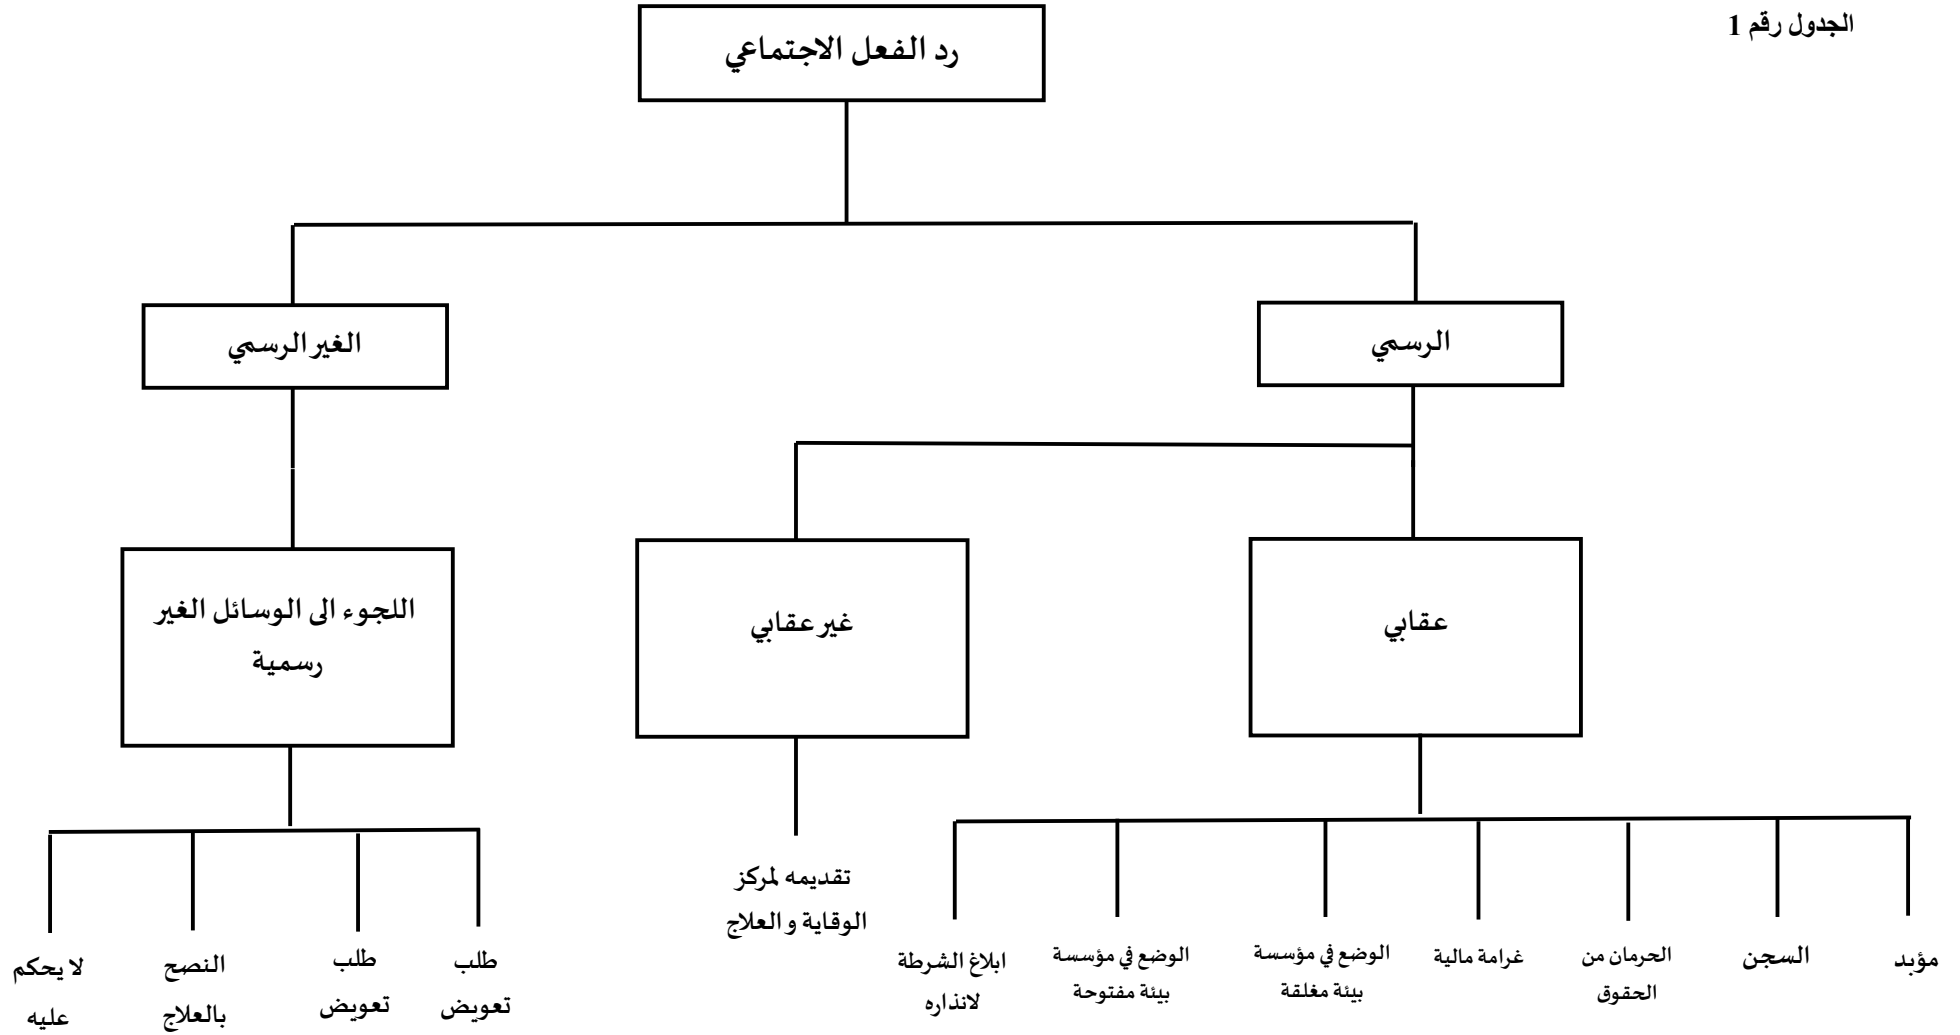 الجدول رقم 1
رد الفعل الاجتماعي
الرسمي
الغير الرسمي
عقابي
غير عقابي
اللجوء الى الوسائل الغير
رسمية
مؤبد
السجن
الحرمان من
الحقوق
غرامة مالية
الوضع في مؤسسة
بيئة مغلقة
الوضع في مؤسسة
بيئة مفتوحة
ابلاغ الشرطة
لانذاره
تقديمه لمركز
الوقاية و العلاج
طلب
تعويض
طلب
تعويض
النصح
بالعلاج
لا يحكم
عليه